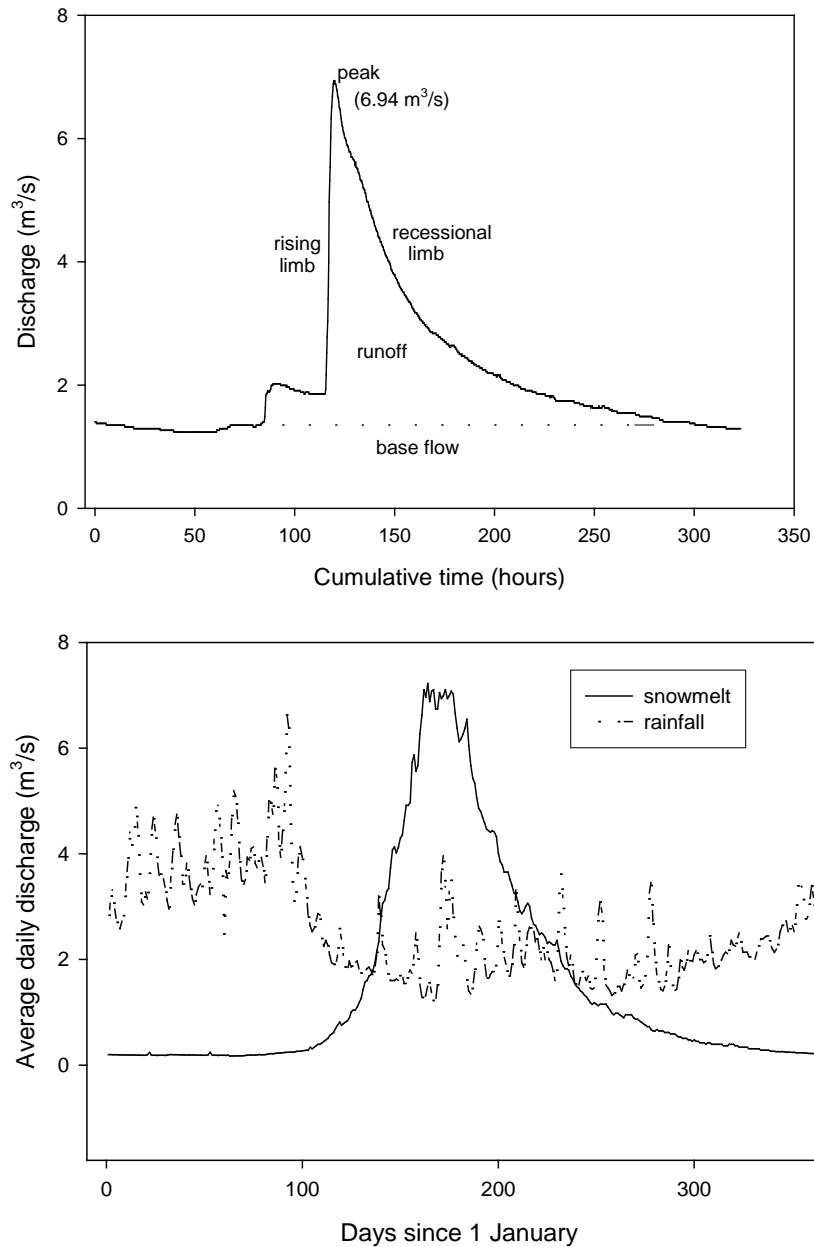 8
6
4
2
0
Discharge (m³/s)
peak
(6.94 m³/s)
rising
limb
recessional
limb
runoff
base flow
0 50 100 150 200 250 300 350
Cumulative time (hours)
8
6
4
2
0
Average daily discharge (m³/s)
snowmelt
rainfall
0 100 200 300
Days since 1 January